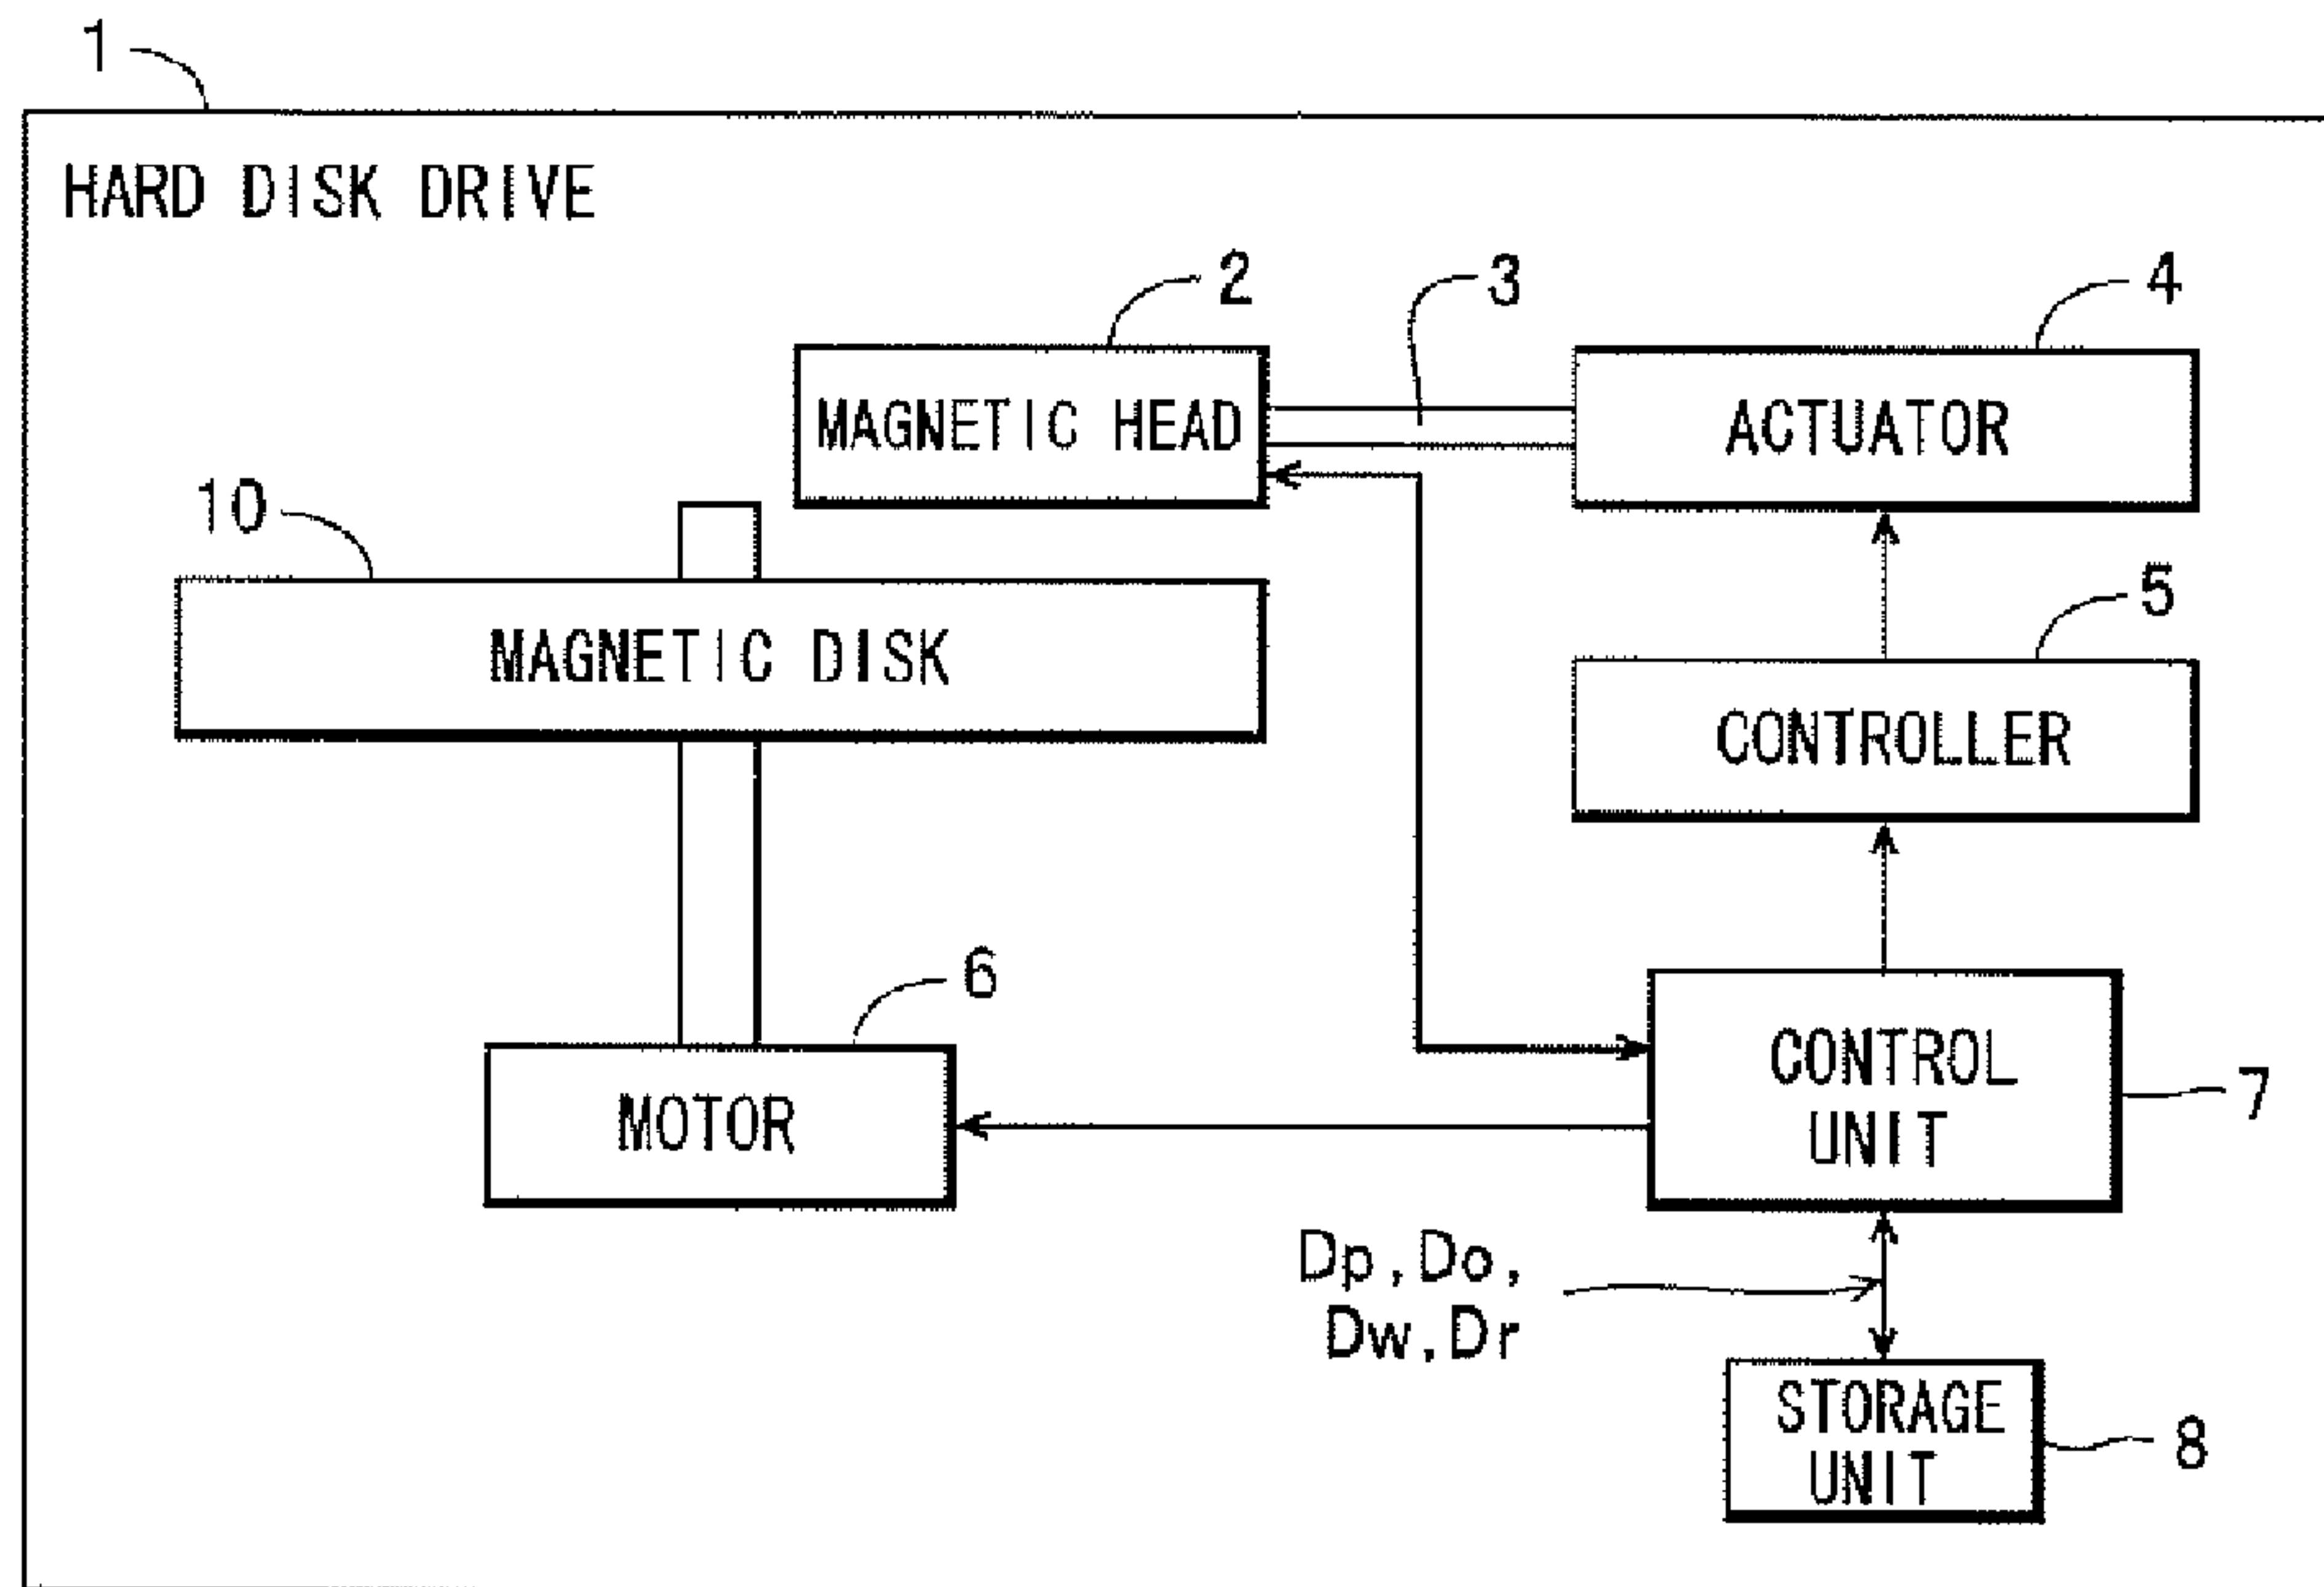 1
HARD DISK DRIVE
2
3
4
MAGNETIC HEAD
ACTUATOR
10
5
MAGNETIC DISK
CONTROLLER
6
CONTROL
UNIT
7
MOTOR
Dp,Do,
Dw,Dr
STORAGE
UNIT
8